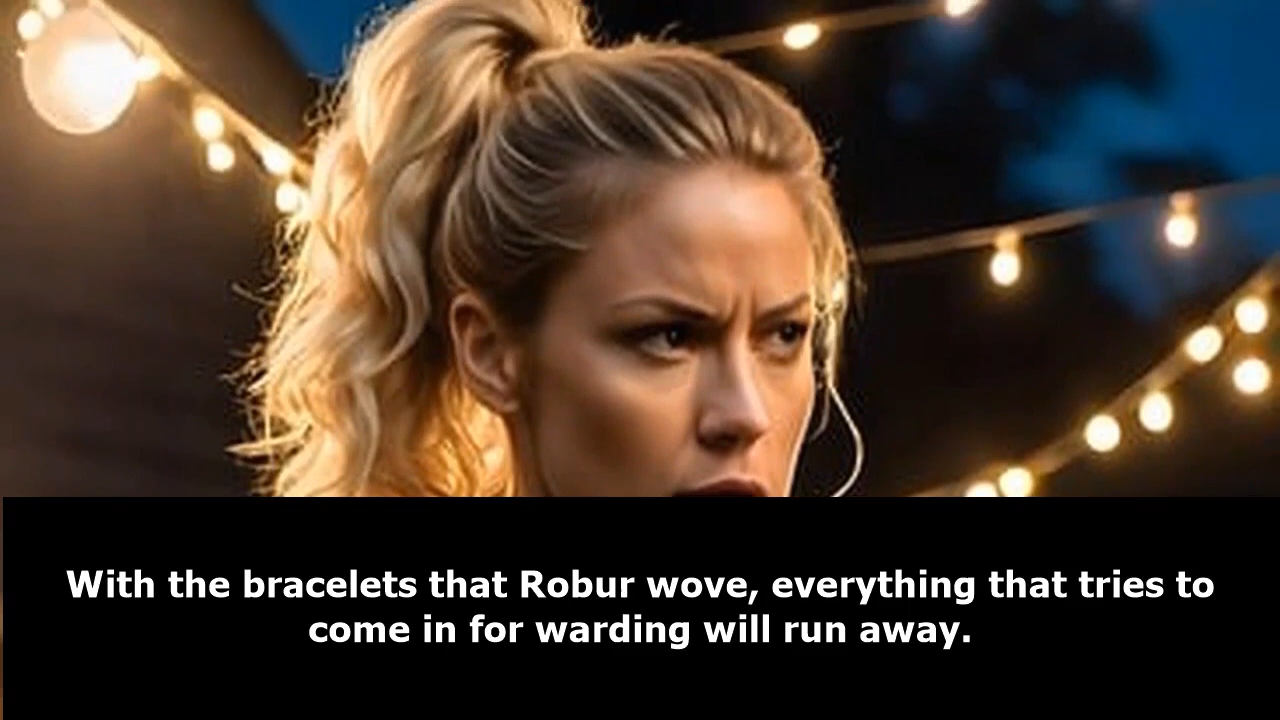 With the bracelets that Robur wove, everything that tries to
come in for warding will run away.